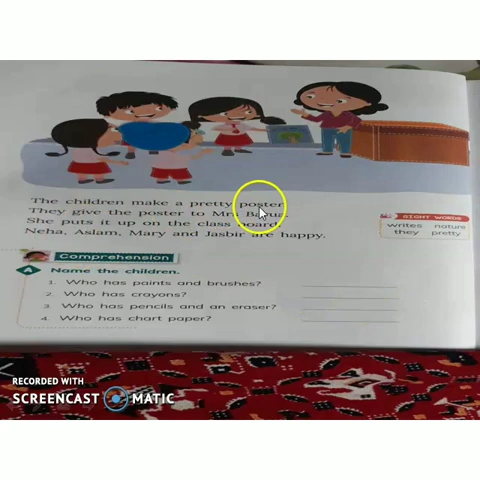 The children make a pretty poster.
They give the poster to Mrs Barua.
She puts it up on the class board.
Neha, Aslam, Mary and Jasbir are happy.
SIGHT WORDS
writes nature
they pretty
Comprehension
A Name the children.
1. Who has paints and brushes?
2. Who has crayons?
3. Who has pencils and an eraser?
4. Who has chart paper?
RECORDED WITH
SCREENCAST MATIC